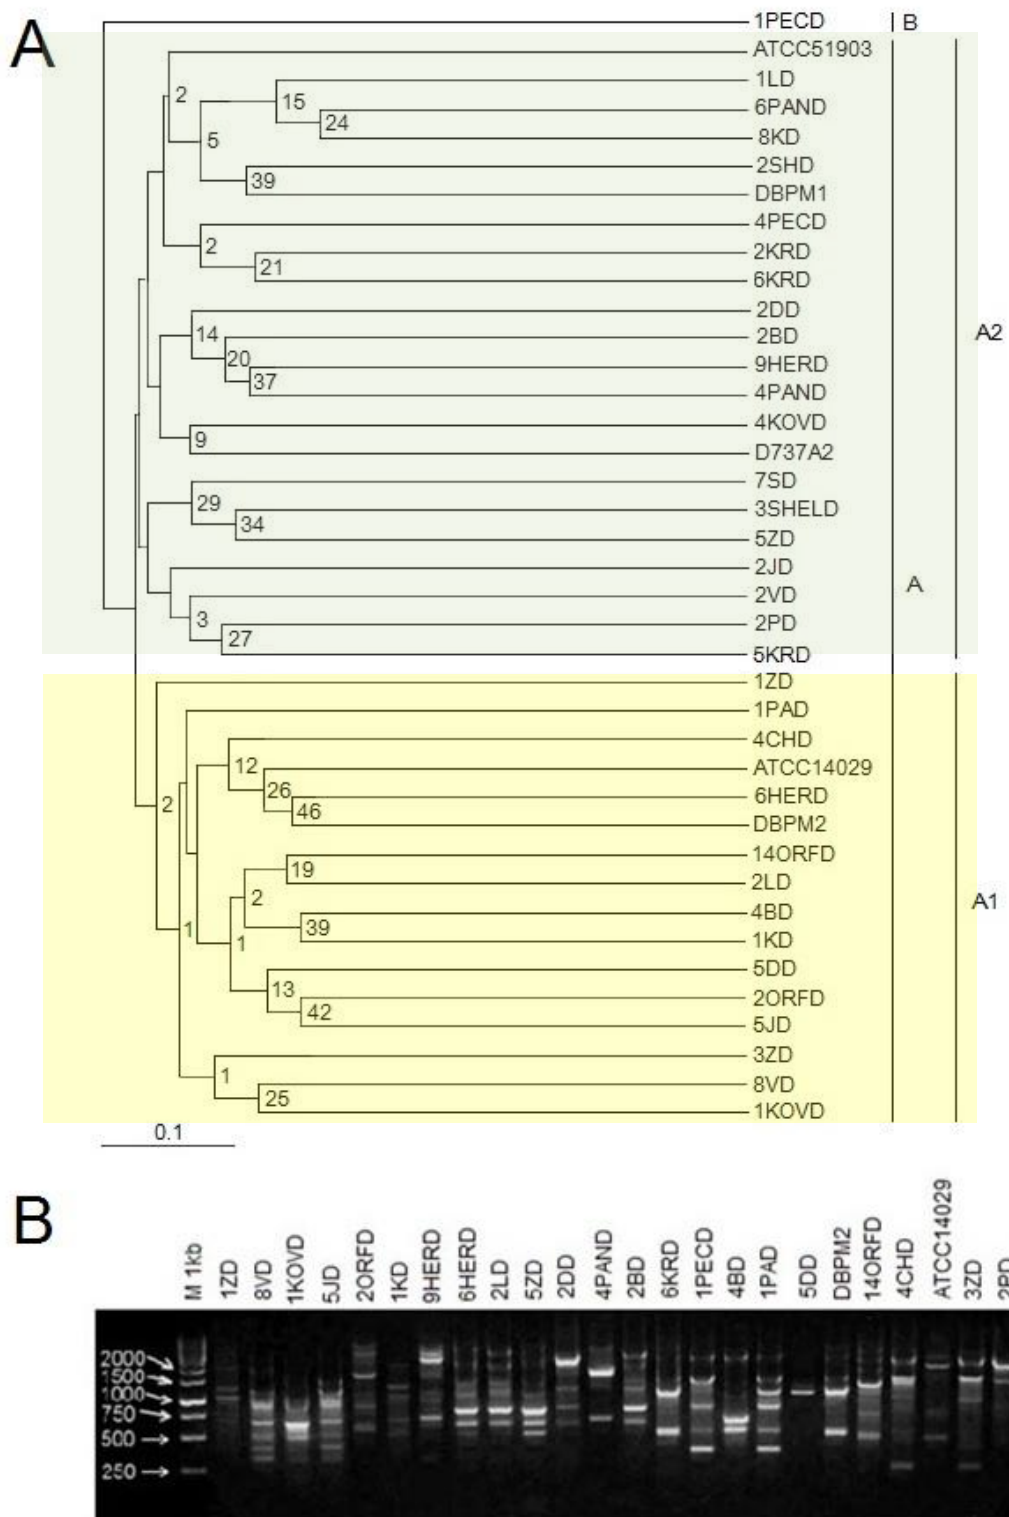 A
1PECD
B
ATCC51903
1LD
2
15
6PAND
24
5
8KD
2SHD
39
DBPM1
4PECD
2
2KRD
21
6KRD
2DD
14
A2
2BD
20
9HERD
37
4PAND
4KOVD
9
D737A2
7SD
29
3SHELD
34
5ZD
2JD
A
2VD
3
2PD
27
5KRD
1ZD
1PAD
4CHD
12
ATCC14029
26
2
6HERD
46
DBPM2
14ORFD
19
2LD
2
A1
4BD
1
39
1
1KD
5DD
13
2ORFD
42
5JD
3ZD
1
8VD
25
1KOVD
0.1
B
M 1kb
1ZD
8VD
1KOVD
5JD
2ORFD
1KD
9HERD
6HERD
2LD
5ZD
2DD
4PAND
2BD
6KRD
1PECD
4BD
1PAD
5DD
DBPM2
14ORFD
4CHD
ATCC14029
3ZD
2PD
2000
1500
1000
750
500
250